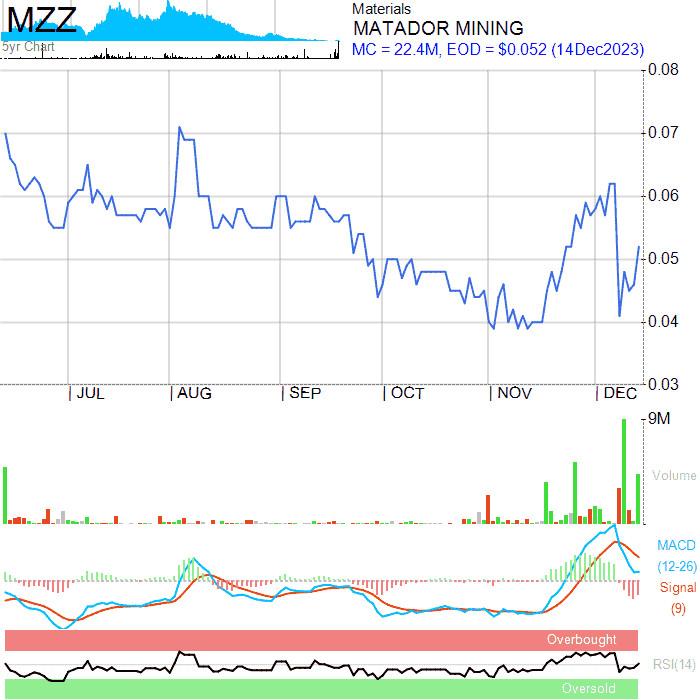 MZZ
5yr Chart
Materials
MATADOR MINING
MC = 22.4M, EOD = $0.052 (14Dec2023)
0.08
0.07
0.06
0.05
0.04
0.03
JUL AUG SEP OCT NOV DEC
9M
Volume
MACD
(12-26)
Signal
(9)
Overbought
RSI(14)
Oversold